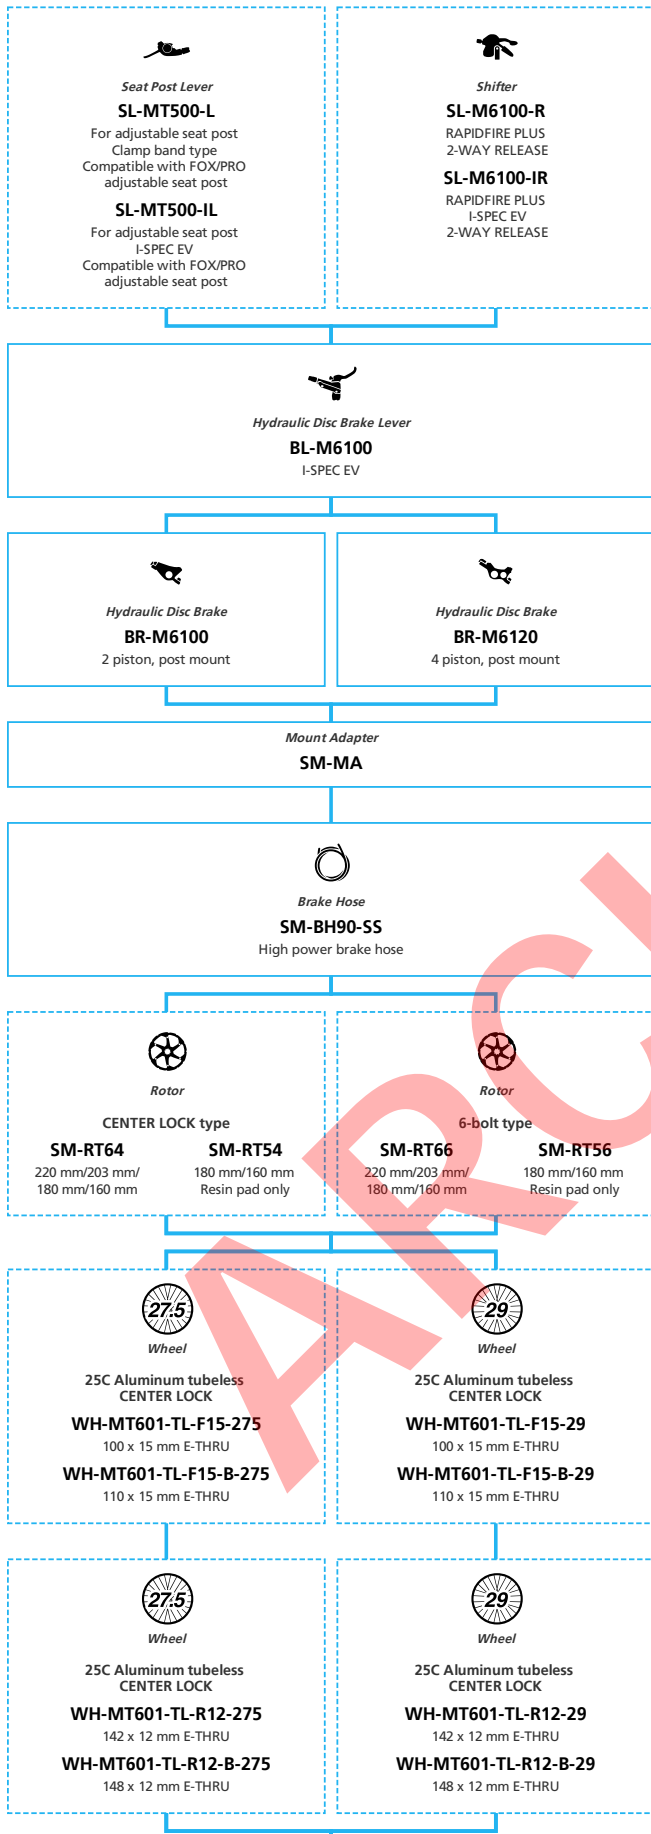 Seat Post Lever
SL-MT500-L
For adjustable seat post
Clamp band type
Compatible with FOX/PRO
adjustable seat post
SL-MT500-IL
For adjustable seat post
I-SPEC EV
Compatible with FOX/PRO
adjustable seat post
Shifter
SL-M6100-R
RAPIDFIRE PLUS
2-WAY RELEASE
SL-M6100-IR
RAPIDFIRE PLUS
I-SPEC EV
2-WAY RELEASE
Hydraulic Disc Brake Lever
BL-M6100
I-SPEC EV
Hydraulic Disc Brake
BR-M6100
2 piston, post mount
Hydraulic Disc Brake
BR-M6120
4 piston, post mount
Mount Adapter
SM-MA
Brake Hose
SM-BH90-SS
High power brake hose
Rotor
CENTER LOCK type
SM-RT64
220 mm/203 mm/
180 mm/160 mm
SM-RT54
180 mm/160 mm
Resin pad only
Rotor
6-bolt type
SM-RT66
220 mm/203 mm/
180 mm/160 mm
SM-RT56
180 mm/160 mm
Resin pad only
27.5
Wheel
25C Aluminum tubeless
CENTER LOCK
WH-MT601-TL-F15-275
100 x 15 mm E-THRU
WH-MT601-TL-F15-B-275
110 x 15 mm E-THRU
29
Wheel
25C Aluminum tubeless
CENTER LOCK
WH-MT601-TL-F15-29
100 x 15 mm E-THRU
WH-MT601-TL-F15-B-29
110 x 15 mm E-THRU
27.5
Wheel
25C Aluminum tubeless
CENTER LOCK
WH-MT601-TL-R12-275
142 x 12 mm E-THRU
WH-MT601-TL-R12-B-275
148 x 12 mm E-THRU
29
Wheel
25C Aluminum tubeless
CENTER LOCK
WH-MT601-TL-R12-29
142 x 12 mm E-THRU
WH-MT601-TL-R12-B-29
148 x 12 mm E-THRU